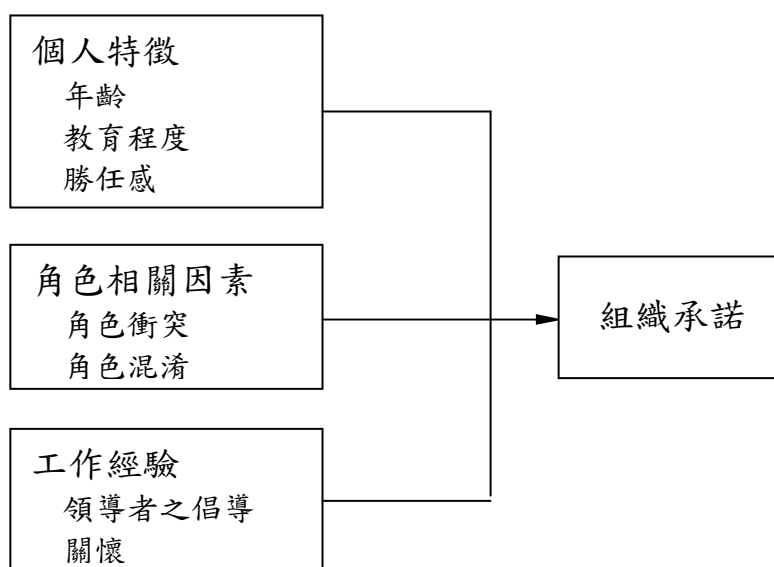 個人特徵
年齡
教育程度
勝任感
角色相關因素
角色衝突
角色混淆
組織承諾
工作經驗
領導者之倡導
關懷